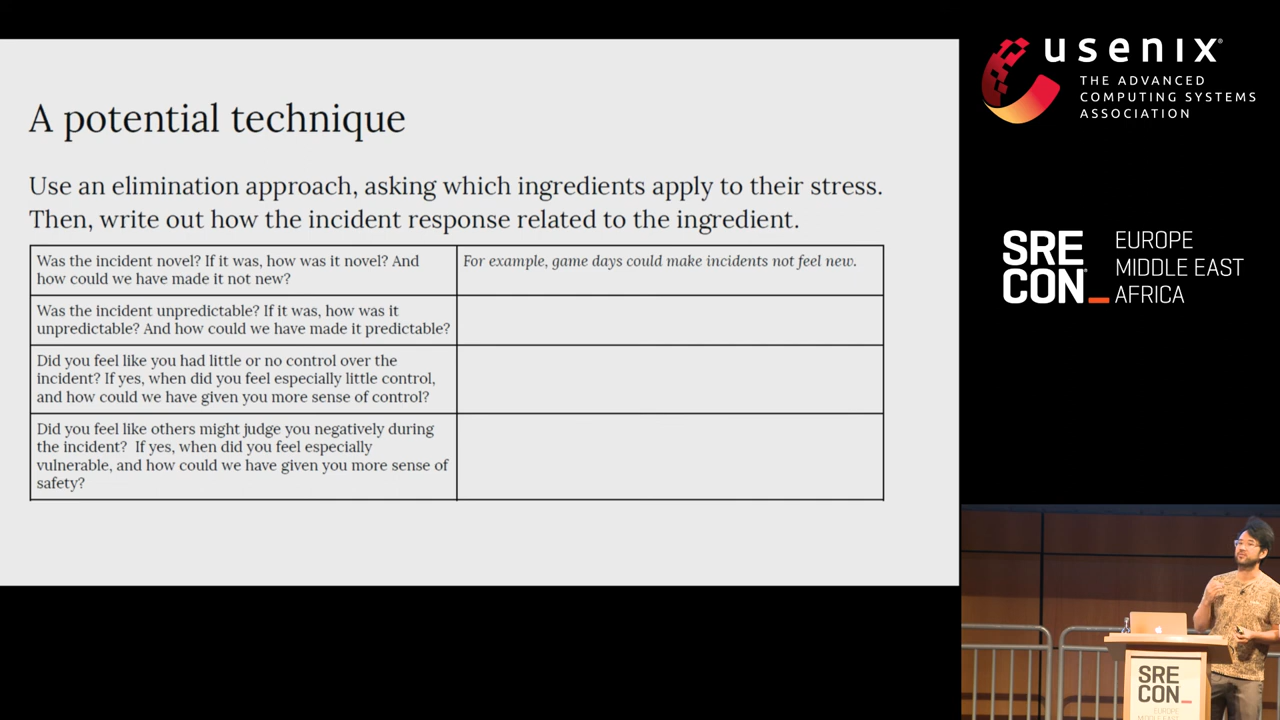 A potential technique
Use an elimination approach, asking which ingredients apply to their stress.
Then, write out how the incident response related to the ingredient.
Was the incident novel? If it was, how was it novel? And
how could we have made it not new?
For example, game days could make incidents not feel new.
Was the incident unpredictable? If it was, how was it
unpredictable? And how could we have made it predictable?
Did you feel like you had little or no control over the
incident? If yes, when did you feel especially little control,
and how could we have given you more sense of control?
Did you feel like others might judge you negatively during
the incident?  If yes, when did you feel especially
vulnerable, and how could we have given you more sense of
safety?
usenix®
THE ADVANCED
COMPUTING SYSTEMS
ASSOCIATION
SRE
CON_
EUROPE
MIDDLE EAST
AFRICA
SRE
CON_
EUROPE
MIDDLE EAST